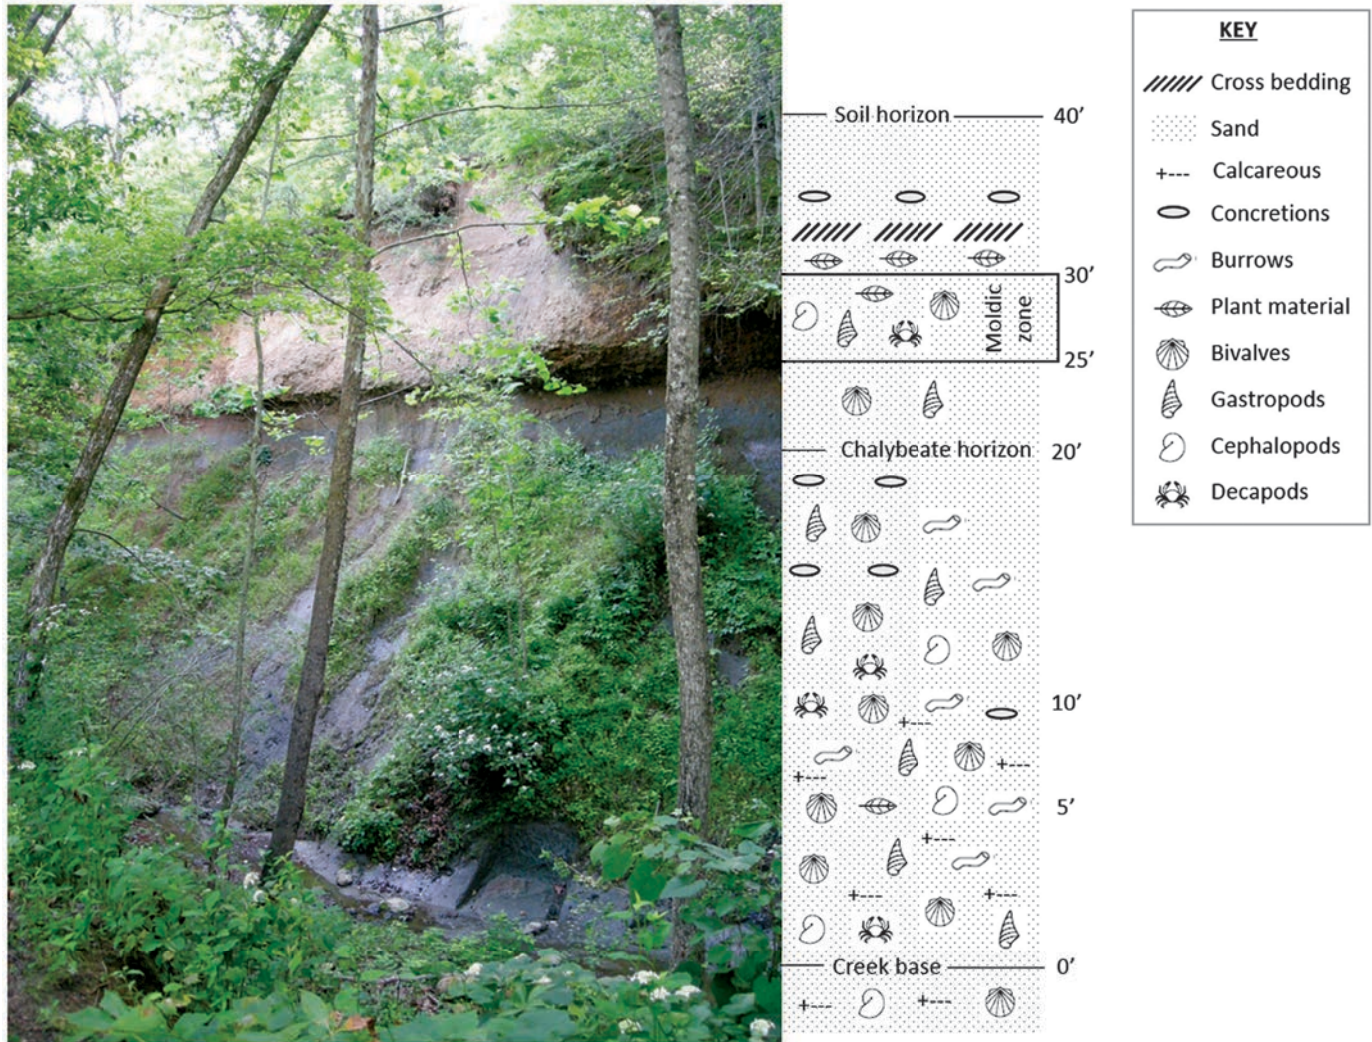 Soil horizon
40’
30’
Moldic
zone
25’
Chalybeate horizon
20’
10’
5’
Creek base
0’
KEY
Cross bedding
Sand
Calcareous
Concretions
Burrows
Plant material
Bivalves
Gastropods
Cephalopods
Decapods